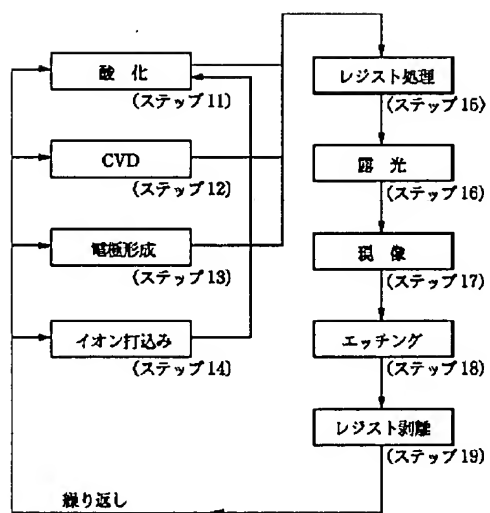 酸化
(ステップ11)
CVD
(ステップ12)
電極形成
(ステップ13)
イオン打込み
(ステップ14)
レジスト処理
(ステップ15)
露光
(ステップ16)
現像
(ステップ17)
エッチング
(ステップ18)
レジスト剥離
(ステップ19)
繰り返し